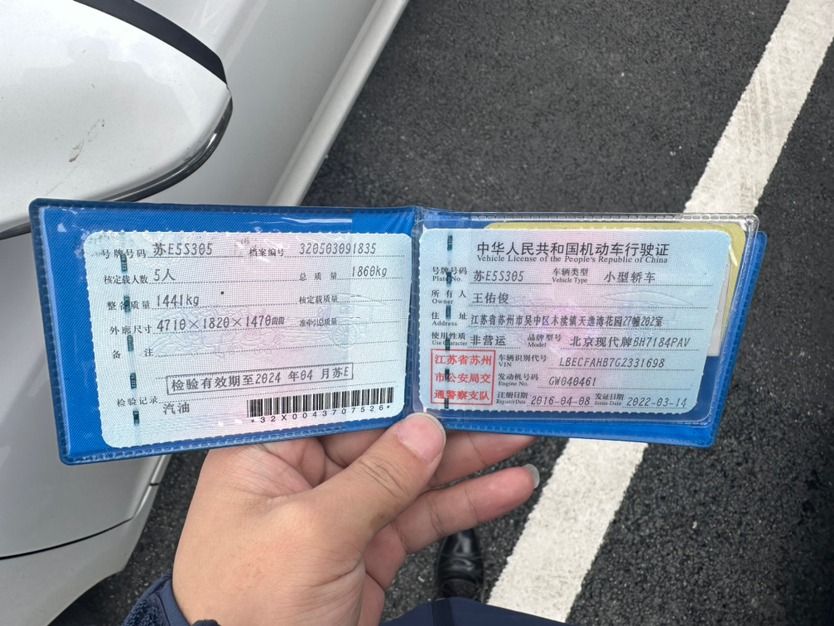 号牌号码 苏E5S305 档案编号 320503091835
核定载人数 5人 总质量 1860kg
整备质量 1441kg 核定载质量
外廓尺寸 4710×1820×1470mm 准牵引总质量
备注
检验有效期至2024年04月苏E
检验记录
汽油
*32X0043707526*
中华人民共和国机动车行驶证
Vehicle License of the People's Republic of China
号牌号码 苏E5S305 车辆类型 小型轿车
Plate No. Vehicle Type
所有人 王佑俊
Owner
住址 江苏省苏州市吴中区木渎镇天逸湾花园27幢202室
Address
使用性质 非营运 品牌型号 北京现代牌BH7184PAV
Use Character Model
江苏省苏州市公安局交通警察支队
车辆识别代号 LBECFAHB7GZ331698
VIN
发动机号码 GW040461
Engine No.
注册日期 2016-04-08 发证日期 2022-03-14
Register Date Issue Date